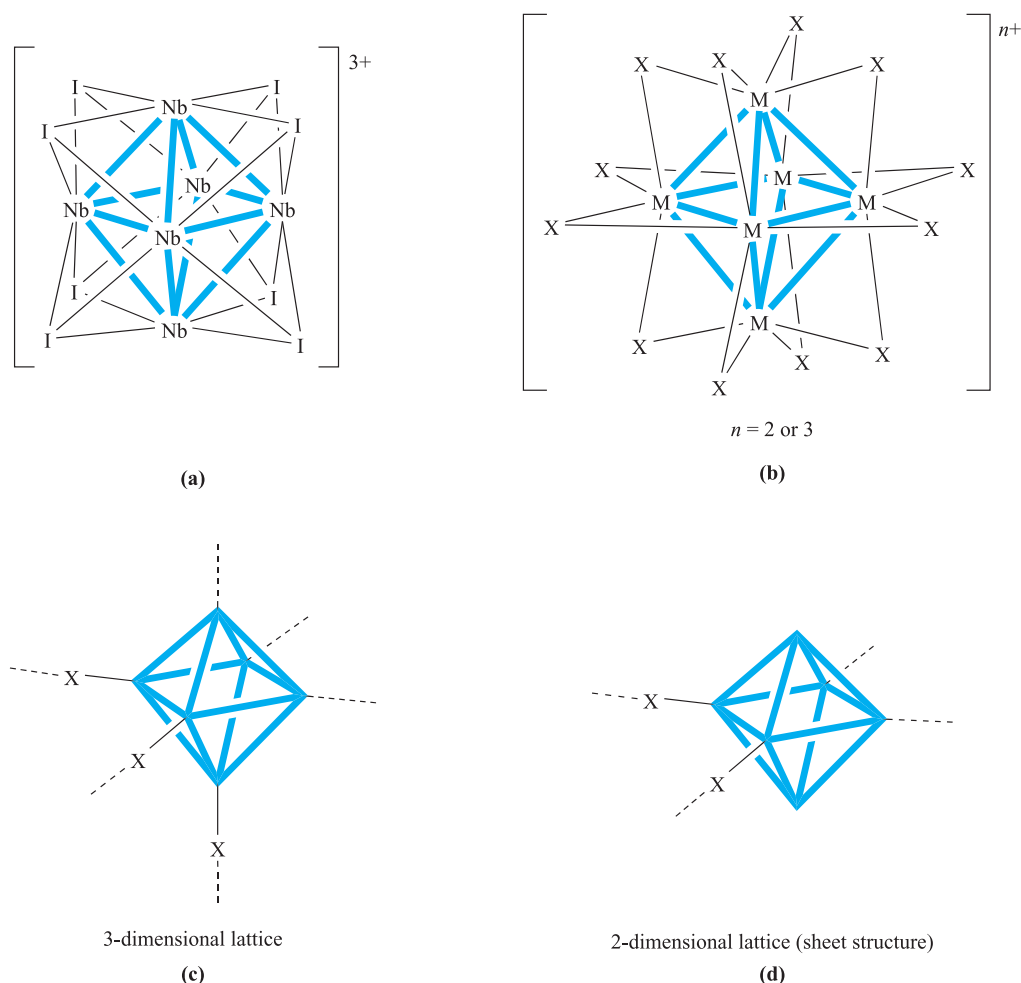 3+
I I
Nb
I I
Nb
Nb Nb
Nb
I I
Nb
I I
(a)
n+
X
X X X
M
X X
M
M M
X M X
M
X X X
X
n = 2 or 3
(b)
X
X
X
3-dimensional lattice
(c)
X
X
2-dimensional lattice (sheet structure)
(d)